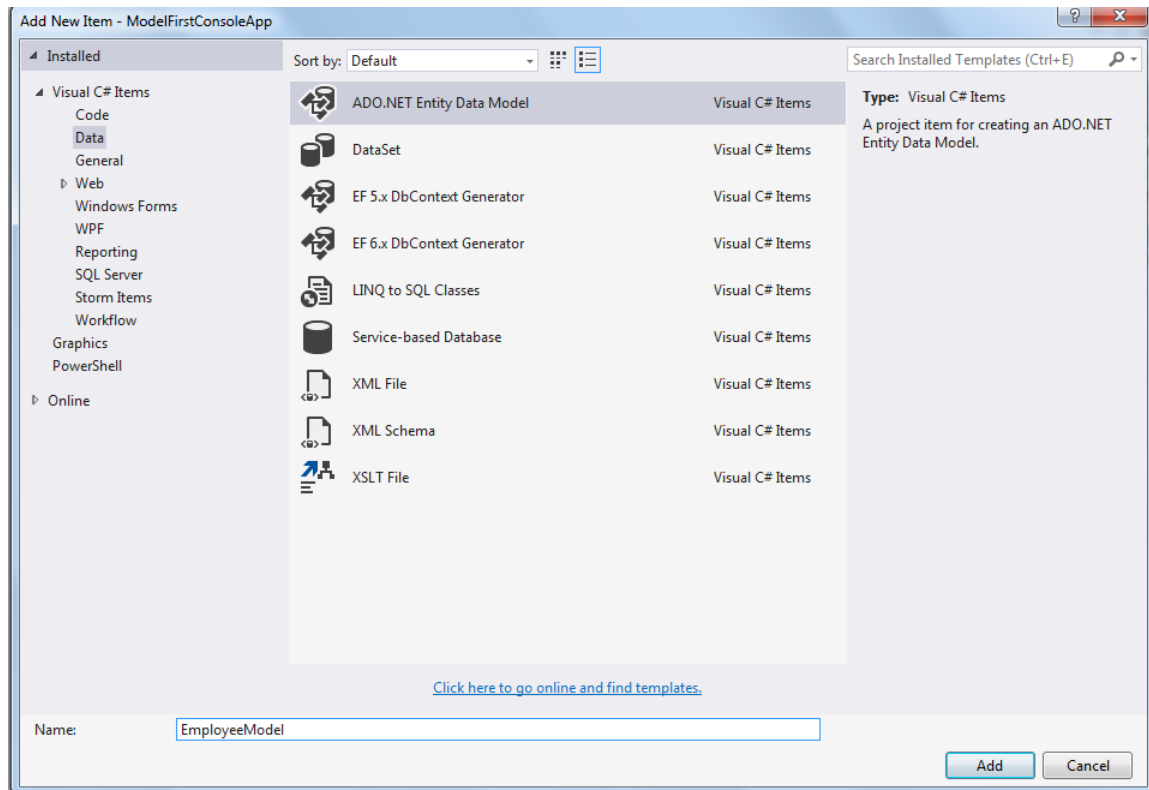 Add New Item - ModelFirstConsoleApp
Installed
Sort by: Default
Search Installed Templates (Ctrl+E)
Visual C# Items
Code
Data
General
Web
Windows Forms
WPF
Reporting
SQL Server
Storm Items
Workflow
Graphics
PowerShell
Online
ADO.NET Entity Data Model Visual C# Items
DataSet Visual C# Items
EF 5.x DbContext Generator Visual C# Items
EF 6.x DbContext Generator Visual C# Items
LINQ to SQL Classes Visual C# Items
Service-based Database Visual C# Items
XML File Visual C# Items
XML Schema Visual C# Items
XSLT File Visual C# Items
Type: Visual C# Items
A project item for creating an ADO.NET
Entity Data Model.
Click here to go online and find templates.
Name: EmployeeModel
Add Cancel